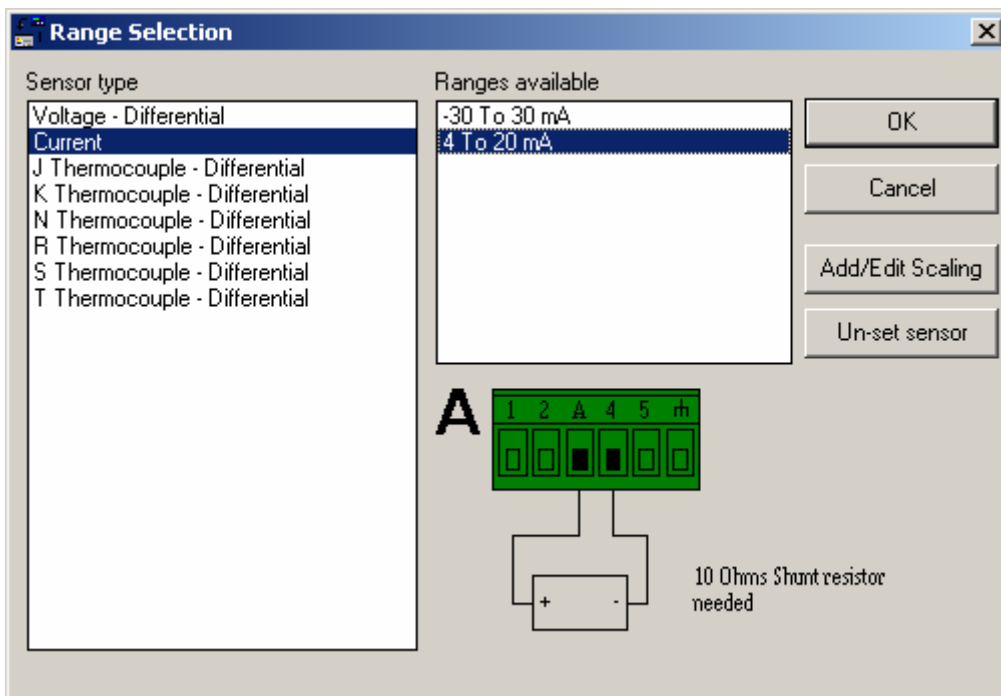 Range Selection
Sensor type
Voltage - Differential
Current
J Thermocouple - Differential
K Thermocouple - Differential
N Thermocouple - Differential
R Thermocouple - Differential
S Thermocouple - Differential
T Thermocouple - Differential
Ranges available
-30 To 30 mA
4 To 20 mA
OK
Cancel
Add/Edit Scaling
Un-set sensor
A
1 2 A 4 5
+ -
10 Ohms Shunt resistor
needed